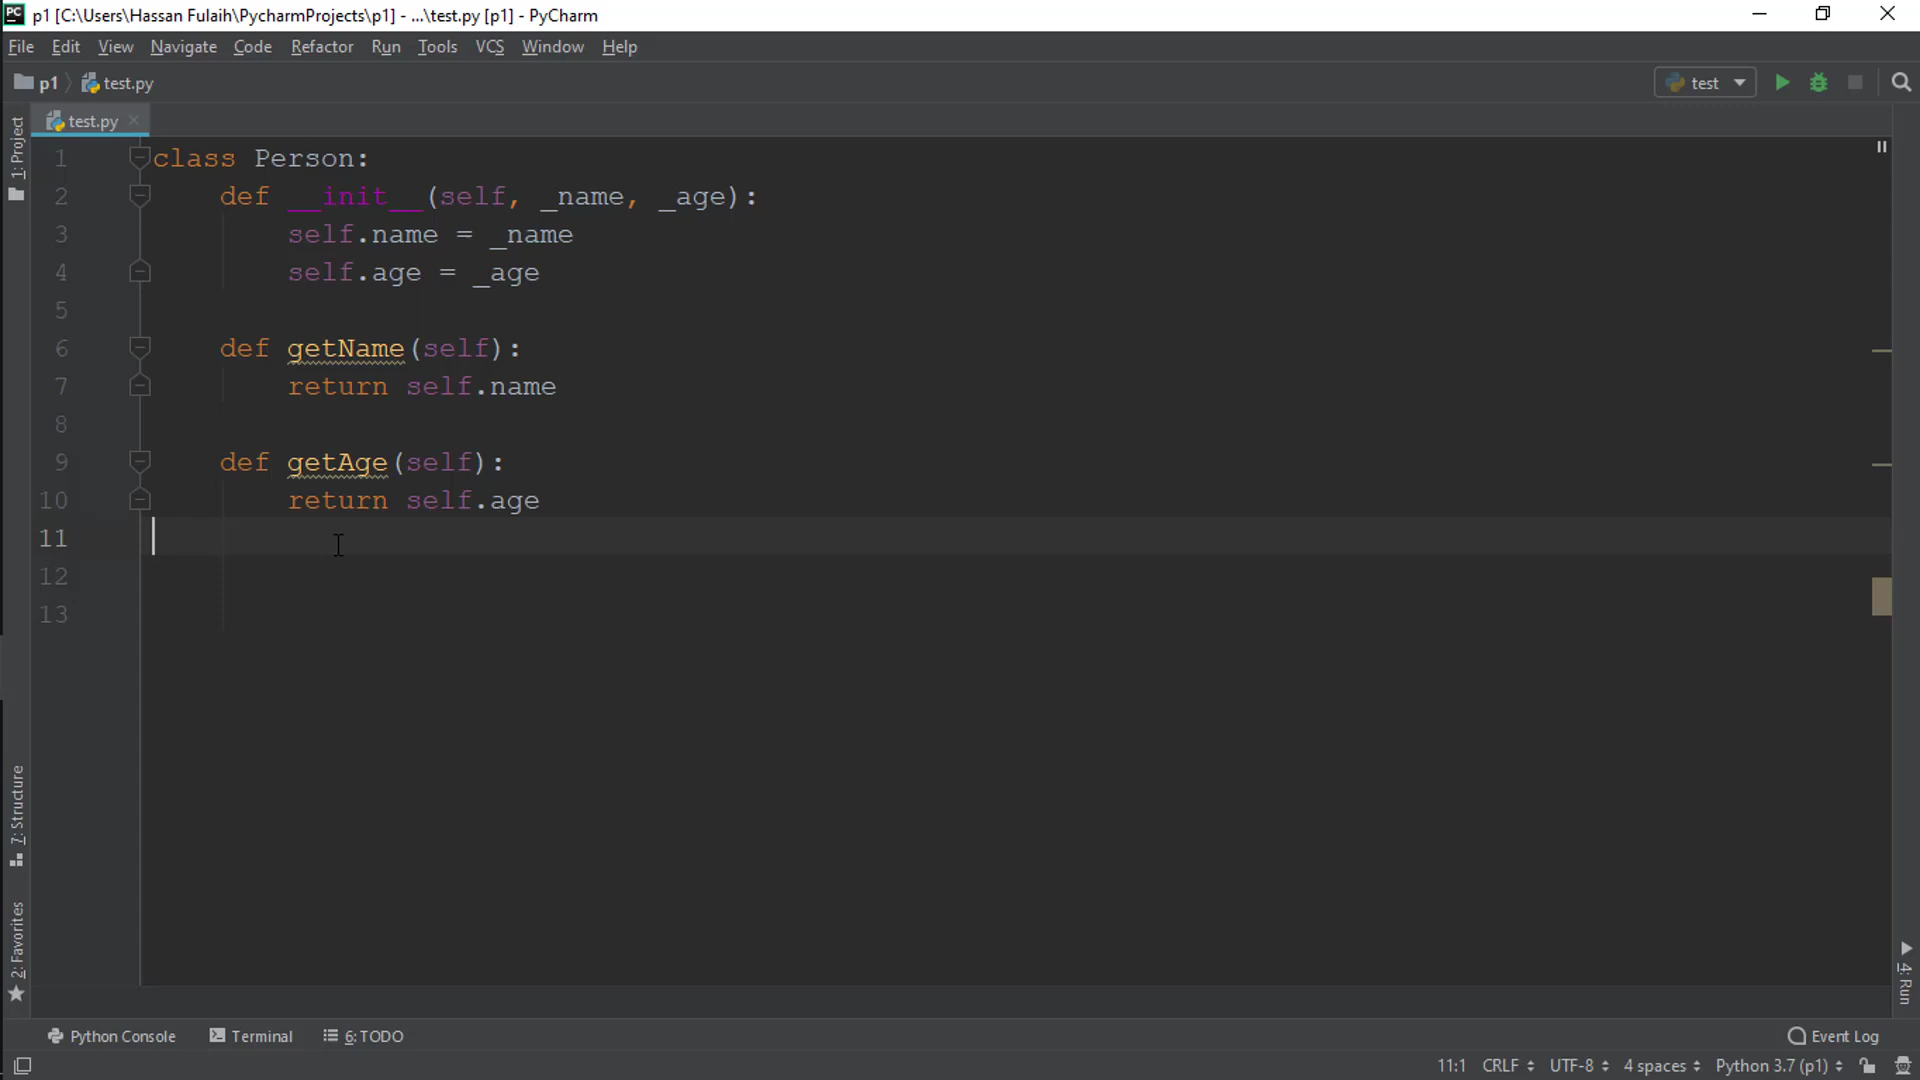 PC p1 [C:\Users\Hassan Fulaih\PycharmProjects\p1] - ...\test.py [p1] - PyCharm
File Edit View Navigate Code Refactor Run Tools VCS Window Help
p1 test.py test
1: Project
test.py
1 class Person:
2     def __init__(self, _name, _age):
3         self.name = _name
4         self.age = _age
5
6     def getName(self):
7         return self.name
8
9     def getAge(self):
10         return self.age
11
12
13
7: Structure
2: Favorites
4: Run
Python Console Terminal 6: TODO Event Log
11:1 CRLF UTF-8 4 spaces Python 3.7 (p1)